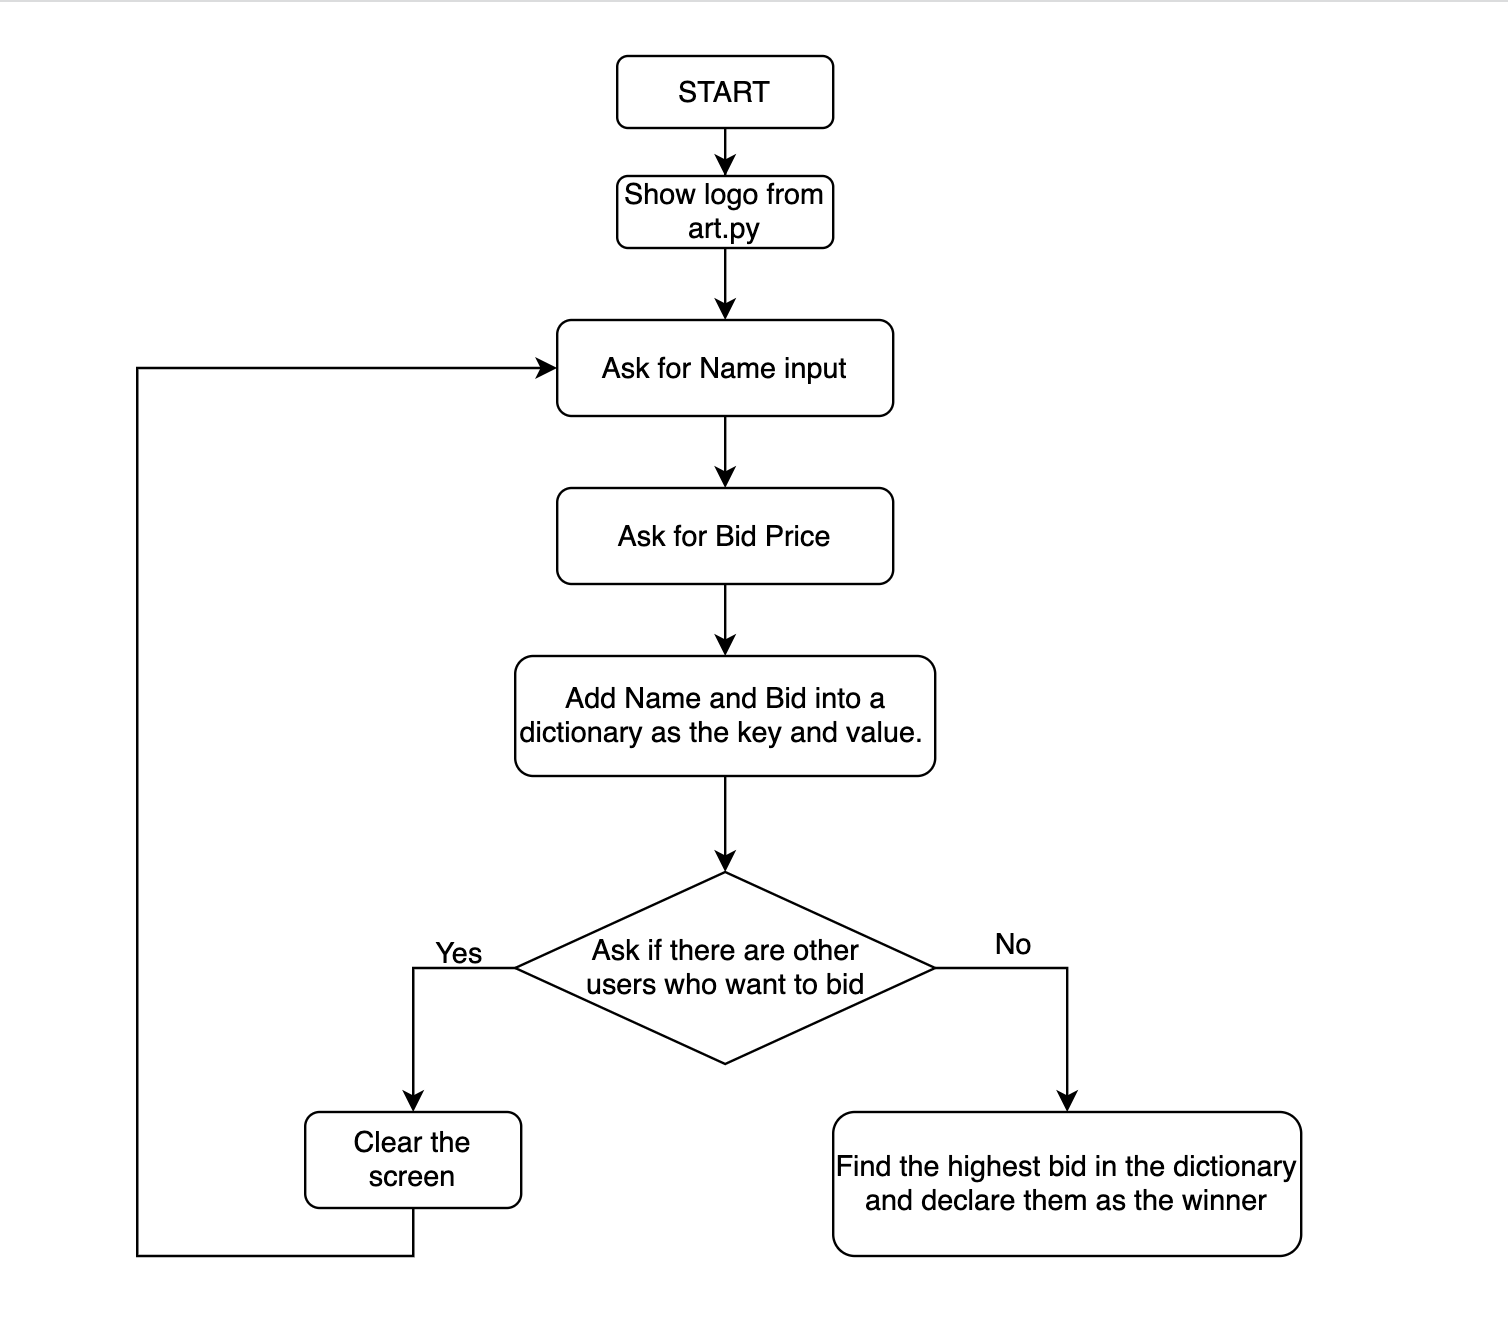 START
Show logo from
art.py
Ask for Name input
Ask for Bid Price
Add Name and Bid into a
dictionary as the key and value.
Ask if there are other
users who want to bid
Yes
No
Clear the
screen
Find the highest bid in the dictionary
and declare them as the winner